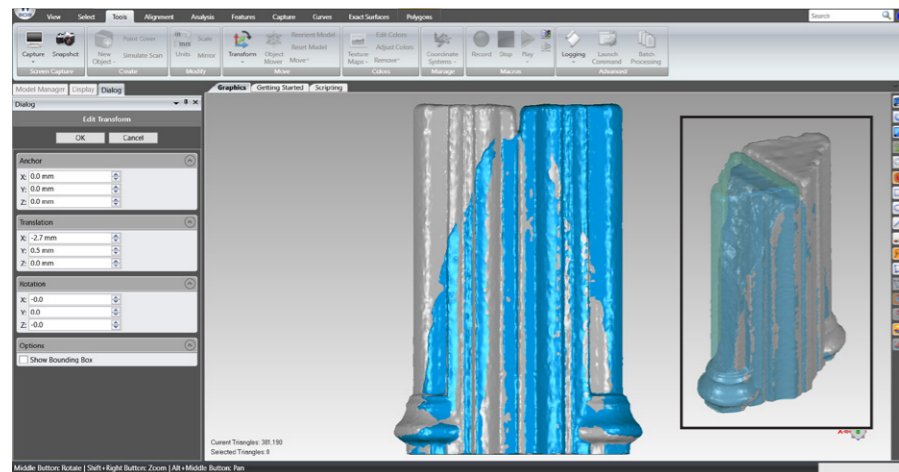 View Select Tools Alignment Analysis Features Capture Curves Exact Surfaces Polygons
Search
Capture Snapshot
Screen Capture
New Object
Point Cover
Simulate Scan
Create
Units
Scale
Mirror
Modify
Transform
Object Mover
Reorient Model
Reset Model
Move
Move
Texture Maps
Edit Colors
Adjust Colors
Remove
Colors
Coordinate Systems
Manage
Record Stop Play
Macros
Logging
Launch Command
Batch Processing
Advanced
Model Manager Display Dialog
Graphics Getting Started Scripting
Dialog
Edit Transform
OK Cancel
Anchor
X: 0.0 mm
Y: 0.0 mm
Z: 0.0 mm
Translation
X: -2.7 mm
Y: 0.5 mm
Z: 0.0 mm
Rotation
X: -0.0
Y: 0.0
Z: -0.0
Options
Show Bounding Box
Current Triangles: 381.190
Selected Triangles: 0
Middle Button: Rotate | Shift+Right Button: Zoom | Alt+Middle Button: Pan